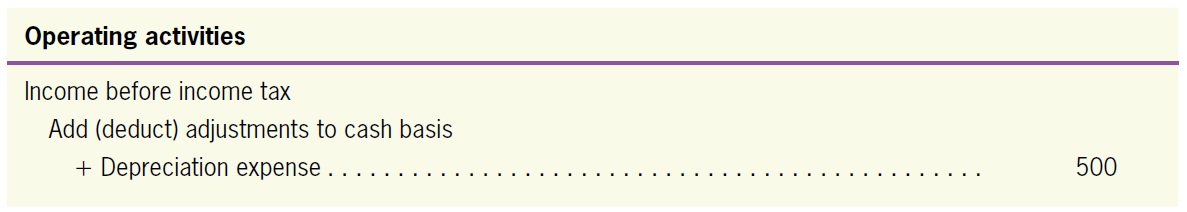 Operating activities
Income before income tax
Add (deduct) adjustments to cash basis
+ Depreciation expense . . . . . . . . . . . . . . . . . . . . . . . . . . . . . . . . . . . . . . . . . . . . . . . 500